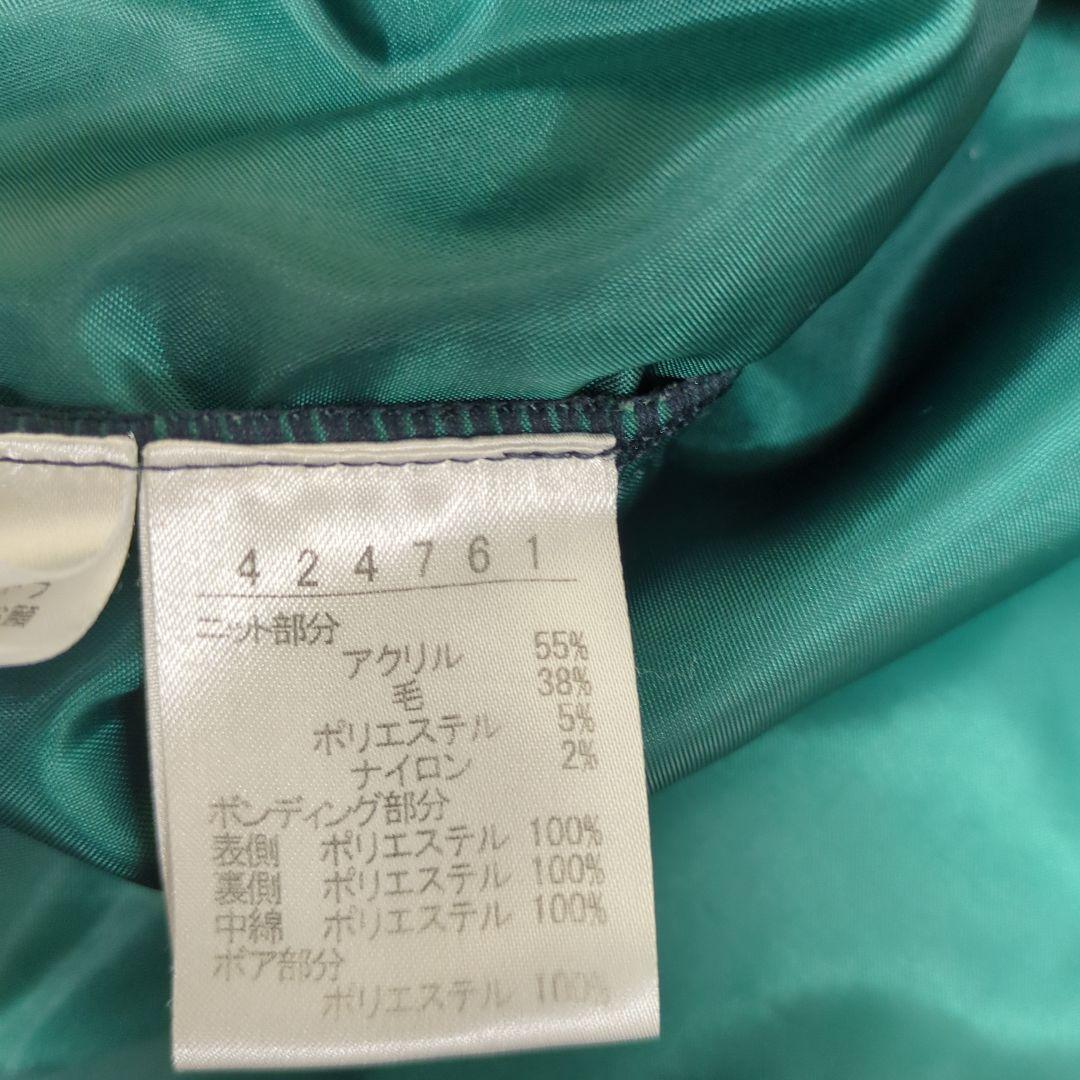 424761
ニット部分
アクリル 55%
毛 38%
ポリエステル 5%
ナイロン 2%
ボンディング部分
表側 ポリエステル 100%
裏側 ポリエステル 100%
中綿 ポリエステル 100%
ボア部分
ポリエステル 100%